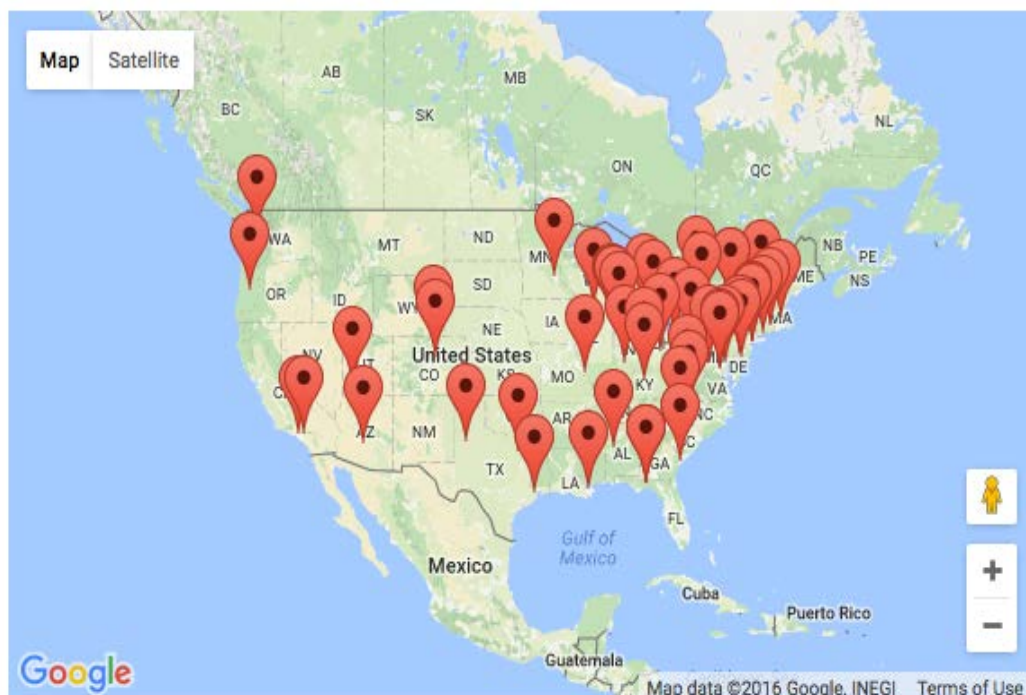 Map Satellite
AB
MB
BC
SK
NL
ON
QC
WA
MT
ND
MN
NB
PE
ME
NS
OR
ID
WY
SD
IA
MA
NE
NV
UT
United States
CO
KS
MO
KY
DE
VA
AZ
NM
AR
NC
TX
LA
AL
GA
FL
Gulf of
Mexico
Mexico
Cuba
Puerto Rico
Guatemala
Google
Map data ©2016 Google, INEGI Terms of Use